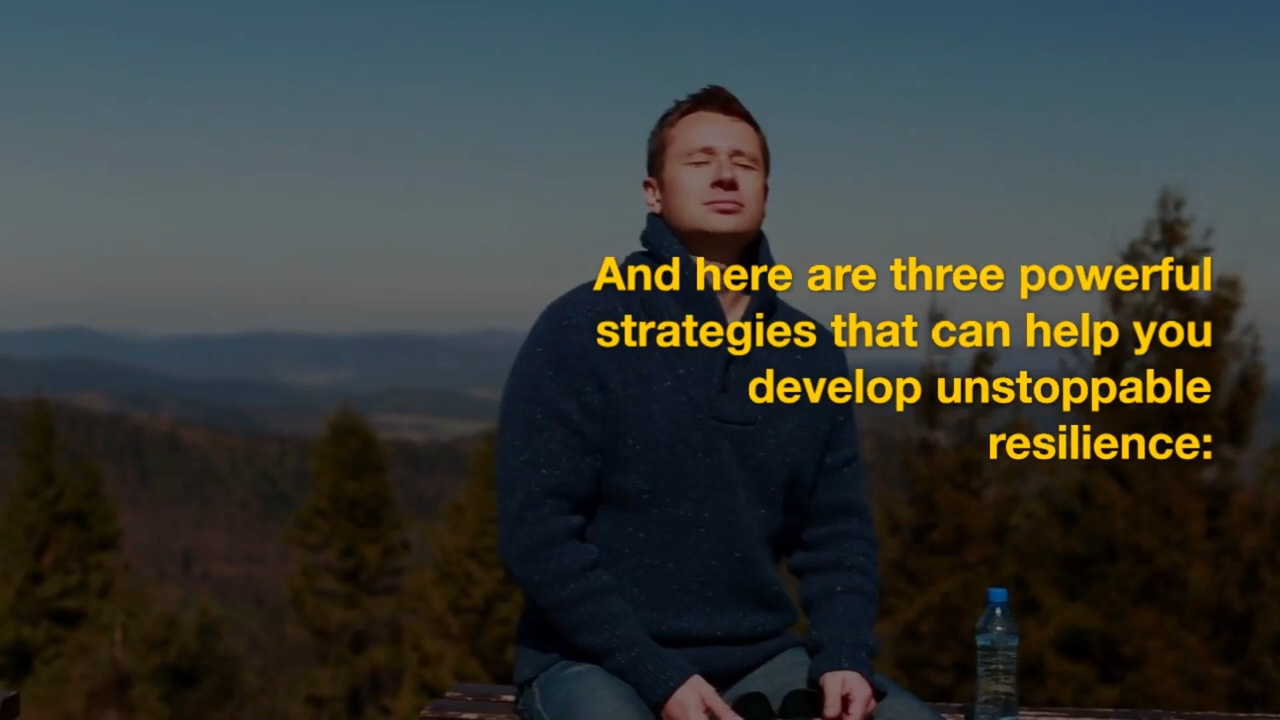 And here are three powerful
strategies that can help you
develop unstoppable
resilience: